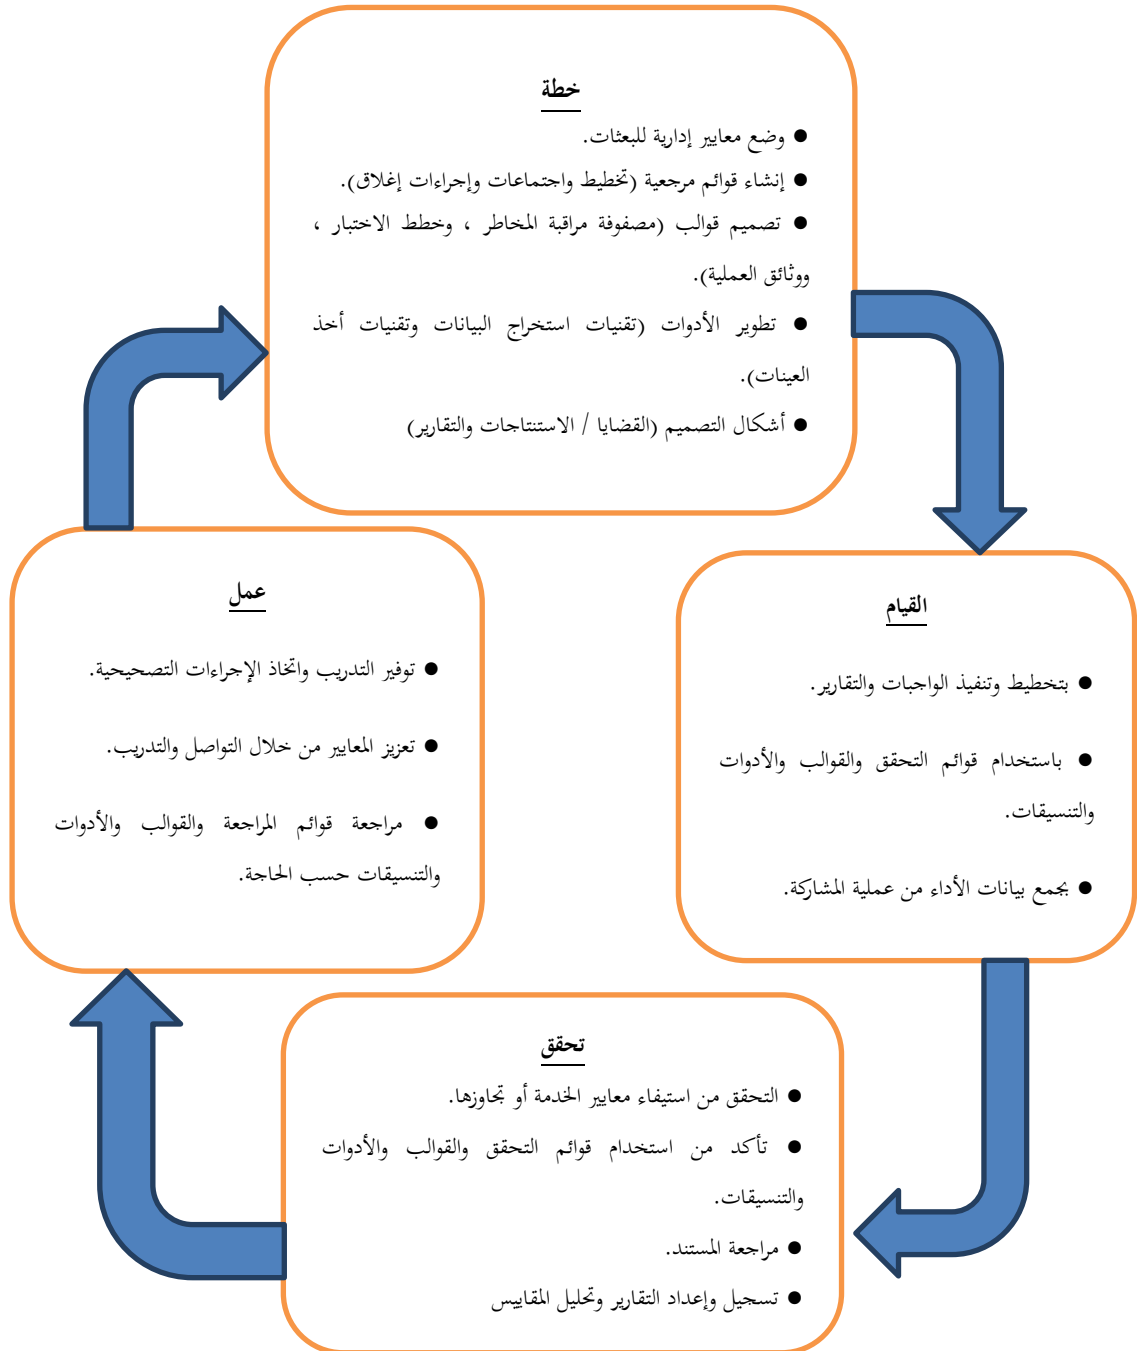 خطة
● وضع معايير إدارية للبعثات.
● إنشاء قوائم مرجعية (تخطيط واجتماعات وإجراءات إغلاق).
● تصميم قوالب (مصفوفة مراقبة المخاطر ، وخطط الاختبار ،
ووثائق العملية).
● تطوير الأدوات (تقنيات استخراج البيانات وتقنيات أخذ
العينات).
● أشكال التصميم (القضايا / الاستنتاجات والتقارير)
القيام
● بتخطيط وتنفيذ الواجبات والتقارير.
● باستخدام قوائم التحقق والقوالب والأدوات
والتنسيقات.
● بجمع بيانات الأداء من عملية المشاركة.
تحقق
● التحقق من استيفاء معايير الخدمة أو تجاوزها.
● تأكد من استخدام قوائم التحقق والقوالب والأدوات
والتنسيقات.
● مراجعة المستند.
● تسجيل وإعداد التقارير وتحليل المقاييس
عمل
● توفير التدريب واتخاذ الإجراءات التصحيحية.
● تعزيز المعايير من خلال التواصل والتدريب.
● مراجعة قوائم المراجعة والقوالب والأدوات
والتنسيقات حسب الحاجة.